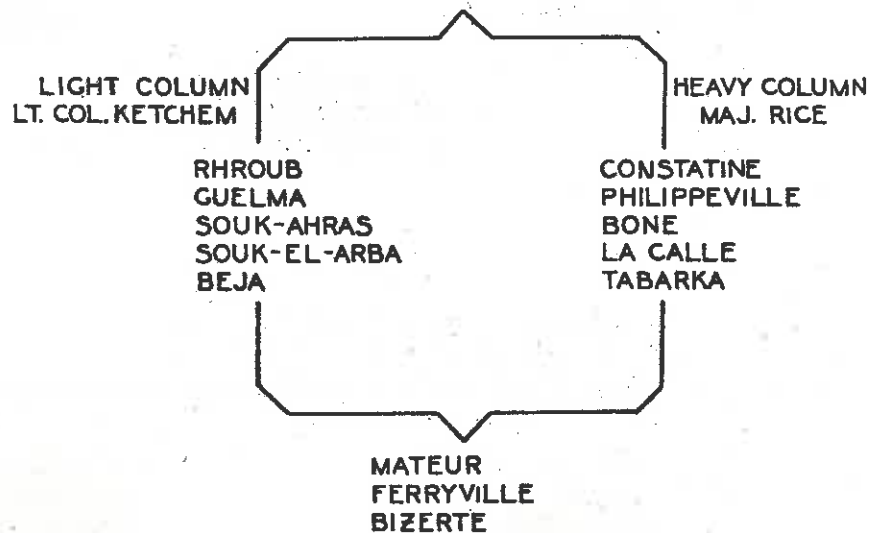 LIGHT COLUMN
LT. COL. KETCHEM
RHROUB
GUELMA
SOUK-AHRAS
SOUK-EL-ARBA
BEJA
HEAVY COLUMN
MAJ. RICE
CONSTATINE
PHILIPPEVILLE
BONE
LA CALLE
TABARKA
MATEUR
FERRYVILLE
BIZERTE